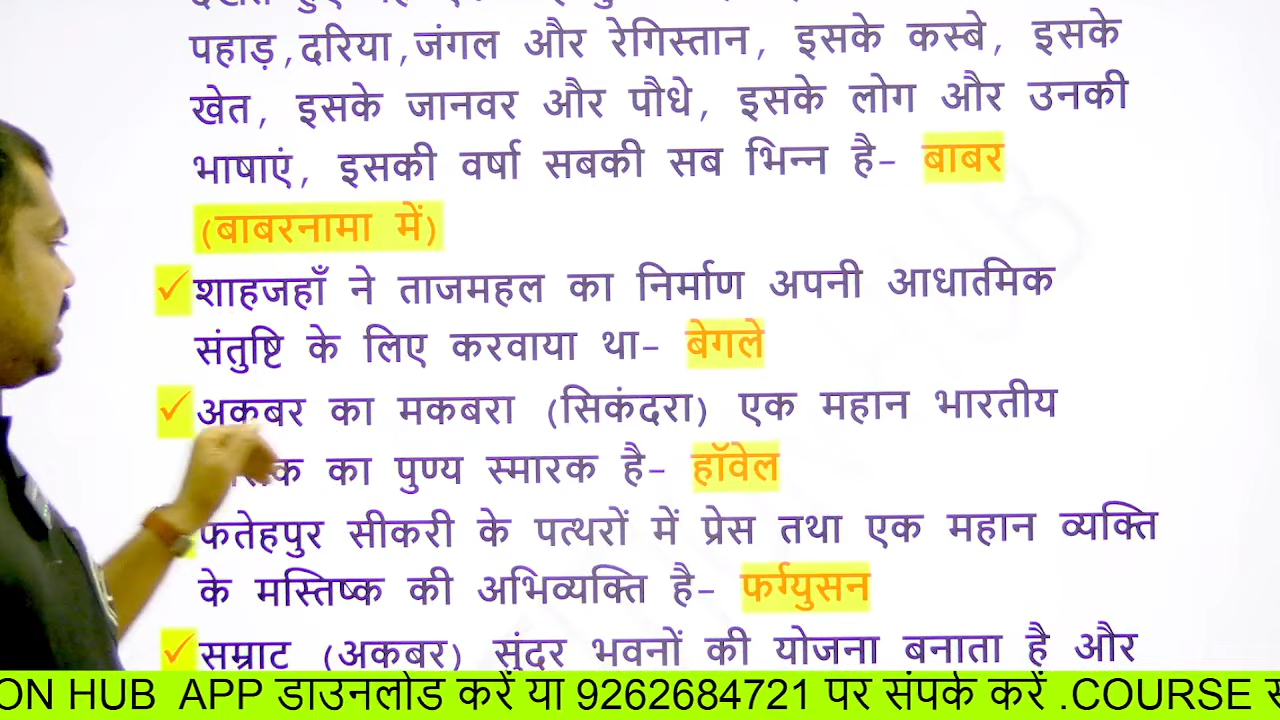 पहाड़,दरिया,जंगल और रेगिस्तान, इसके कस्बे, इसके
खेत, इसके जानवर और पौधे, इसके लोग और उनकी
भाषाएं, इसकी वर्षा सबकी सब भिन्न है- बाबर
(बाबरनामा में)
✓शाहजहाँ ने ताजमहल का निर्माण अपनी आधात्मिक
संतुष्टि के लिए करवाया था- बेगले
✓अकबर का मकबरा (सिकंदरा) एक महान भारतीय
का पुण्य स्मारक है- हॉवेल
फतेहपुर सीकरी के पत्थरों में प्रेस तथा एक महान व्यक्ति
के मस्तिष्क की अभिव्यक्ति है- फर्ग्युसन
✓सम्राट (अकबर) सुंदर भवनों की योजना बनाता है और
ON HUB APP डाउनलोड करें या 9262684721 पर संपर्क करें .COURSE